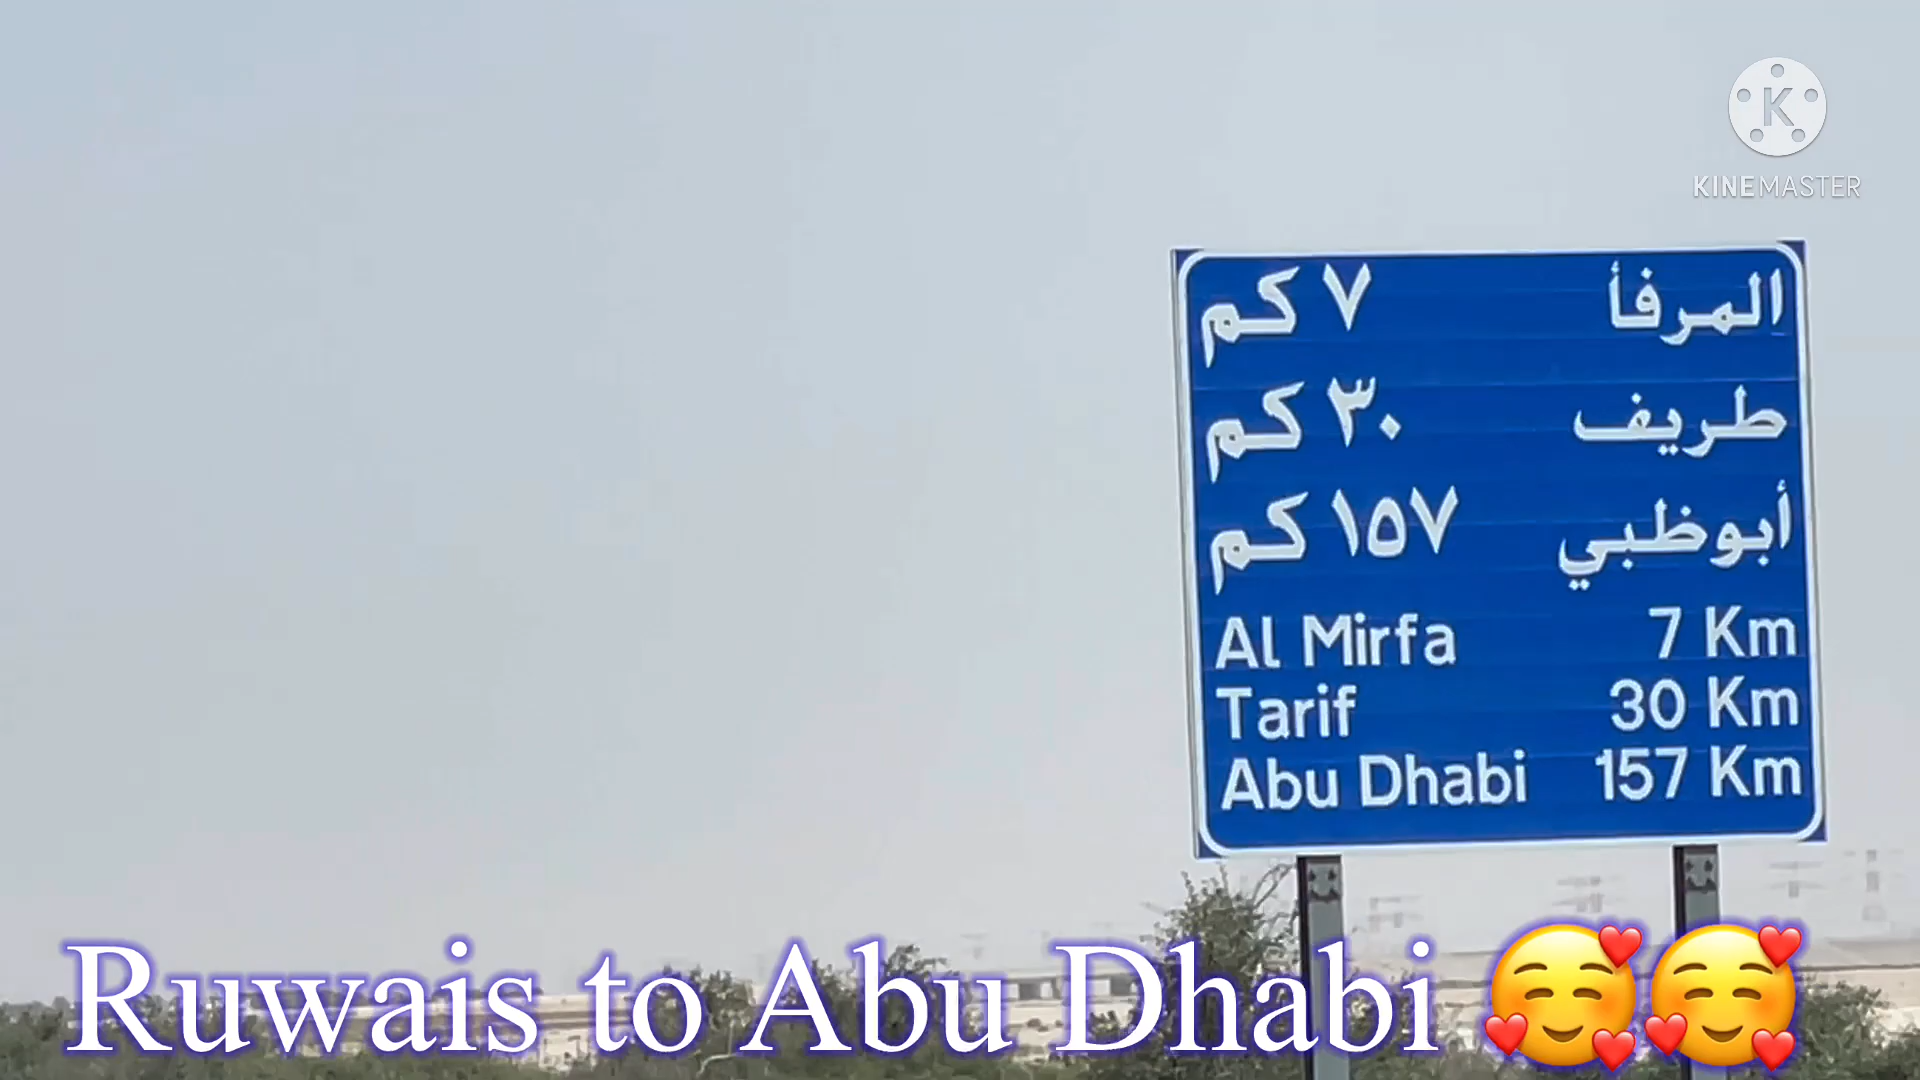 K
KINEMASTER
المرفأ ٧ كم
طريف ٣٠ كم
أبوظبي ١٥٧ كم
Al Mirfa 7 Km
Tarif 30 Km
Abu Dhabi 157 Km
Ruwais to Abu Dhabi 🥰🥰